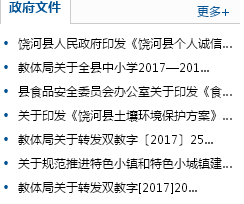 政府文件
更多+
饶河县人民政府印发《饶河县个人诚信...
教体局关于全县中小学2017—201...
县食品安全委员会办公室关于印发《食...
关于印发《饶河县土壤环境保护方案》...
教体局关于转发双教字〔2017〕25...
关于规范推进特色小镇和特色小城镇建...
教体局关于转发双教字[2017]20...